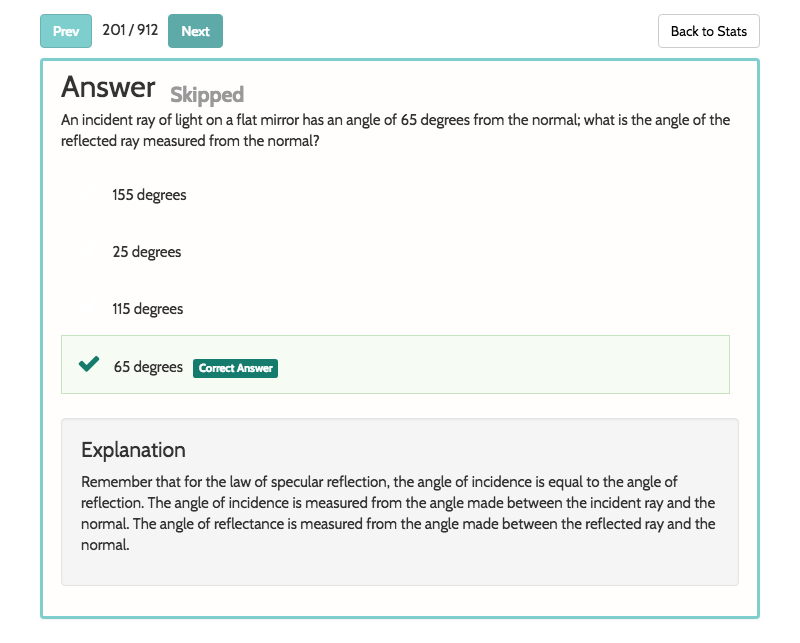 Prev 201 / 912 Next Back to Stats
Answer Skipped
An incident ray of light on a flat mirror has an angle of 65 degrees from the normal; what is the angle of the
reflected ray measured from the normal?
155 degrees
25 degrees
115 degrees
65 degrees Correct Answer
Explanation
Remember that for the law of specular reflection, the angle of incidence is equal to the angle of
reflection. The angle of incidence is measured from the angle made between the incident ray and the
normal. The angle of reflectance is measured from the angle made between the reflected ray and the
normal.